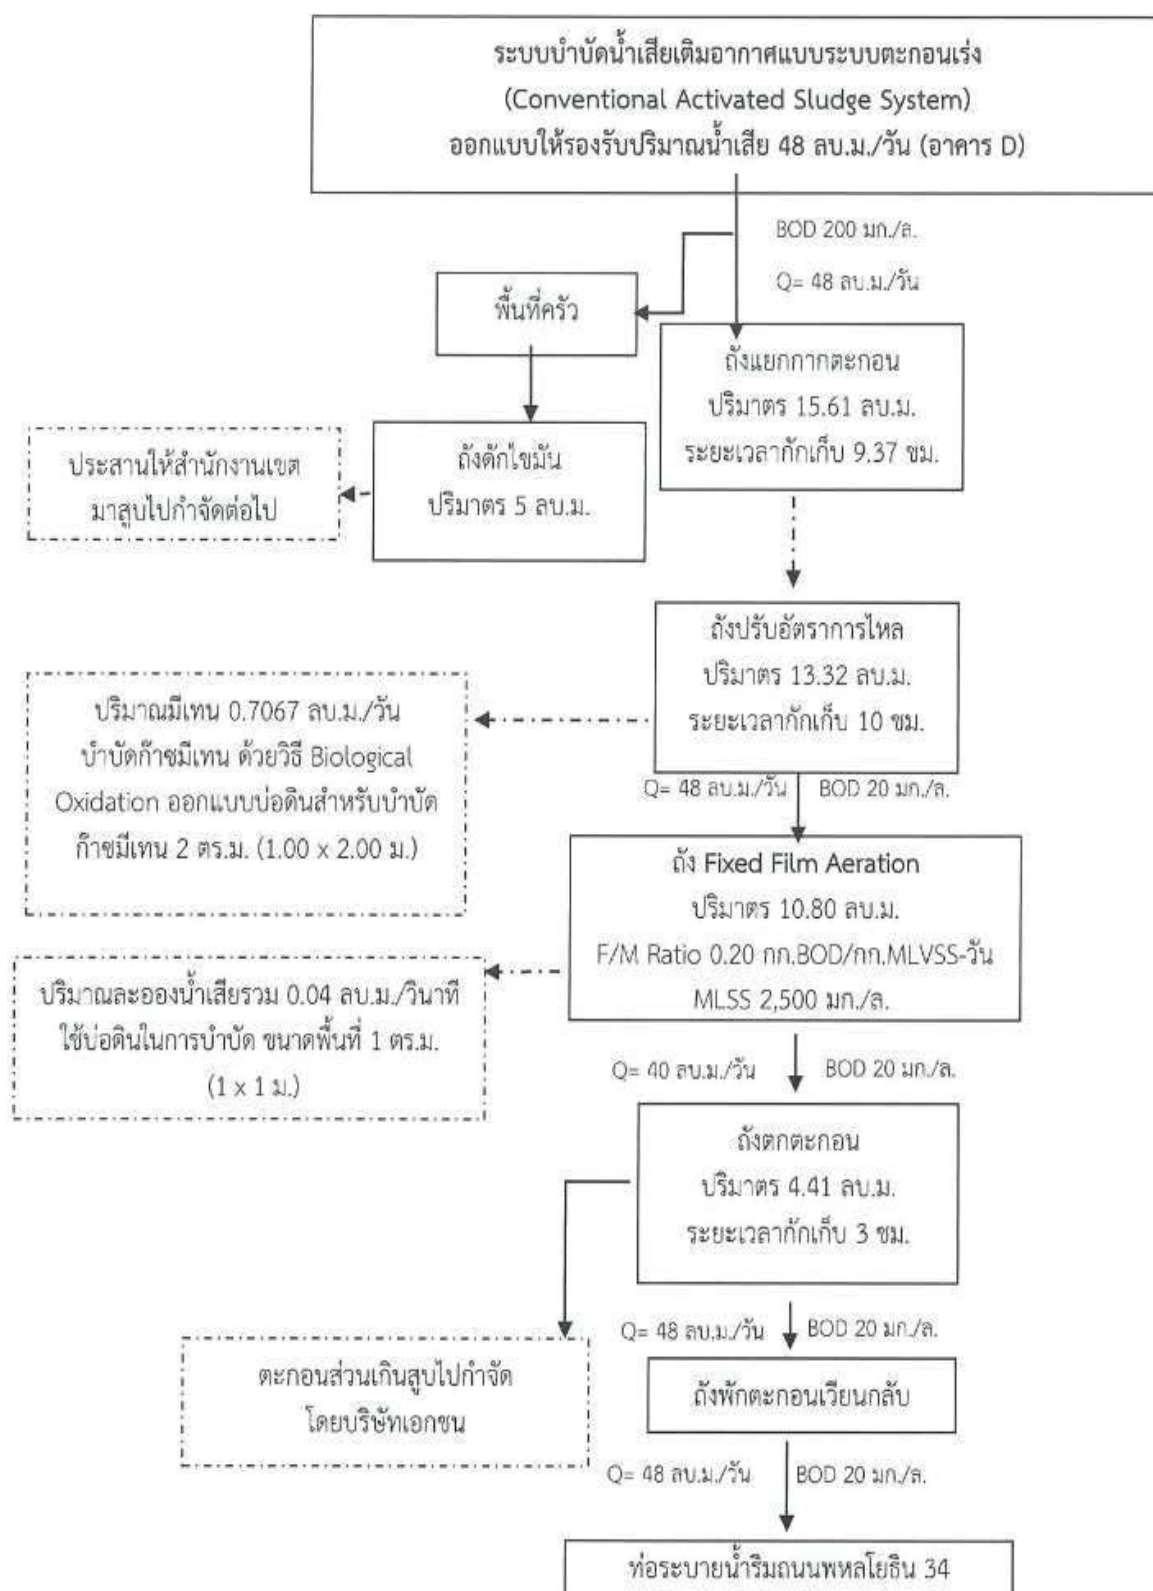 ระบบบำบัดน้ำเสียเติมอากาศแบบระบบตะกอนเร่ง
(Conventional Activated Sludge System)
ออกแบบให้รองรับปริมาณน้ำเสีย 48 ลบ.ม./วัน (อาคาร D)
BOD 200 มก./ล.
Q= 48 ลบ.ม./วัน
พื้นที่ครัว
ถังแยกกากตะกอน
ปริมาตร 15.61 ลบ.ม.
ระยะเวลากักเก็บ 9.37 ชม.
ถังดักไขมัน
ปริมาตร 5 ลบ.ม.
ประสานให้สำนักงานเขต
มาสูบไปกำจัดต่อไป
ถังปรับอัตราการไหล
ปริมาตร 13.32 ลบ.ม.
ระยะเวลากักเก็บ 10 ชม.
ปริมาณมีเทน 0.7067 ลบ.ม./วัน
บำบัดก๊าซมีเทน ด้วยวิธี Biological
Oxidation ออกแบบบ่อดินสำหรับบำบัด
ก๊าซมีเทน 2 ตร.ม. (1.00 x 2.00 ม.)
Q= 48 ลบ.ม./วัน BOD 20 มก./ล.
ถัง Fixed Film Aeration
ปริมาตร 10.80 ลบ.ม.
F/M Ratio 0.20 กก.BOD/กก.MLVSS-วัน
MLSS 2,500 มก./ล.
ปริมาณละอองน้ำเสียรวม 0.04 ลบ.ม./วินาที
ใช้บ่อดินในการบำบัด ขนาดพื้นที่ 1 ตร.ม.
(1 x 1 ม.)
Q= 40 ลบ.ม./วัน BOD 20 มก./ล.
ถังตกตะกอน
ปริมาตร 4.41 ลบ.ม.
ระยะเวลากักเก็บ 3 ชม.
Q= 48 ลบ.ม./วัน BOD 20 มก./ล.
ตะกอนส่วนเกินสูบไปกำจัด
โดยบริษัทเอกชน
ถังพักตะกอนเวียนกลับ
Q= 48 ลบ.ม./วัน BOD 20 มก./ล.
ท่อระบายน้ำริมถนนพหลโยธิน 34